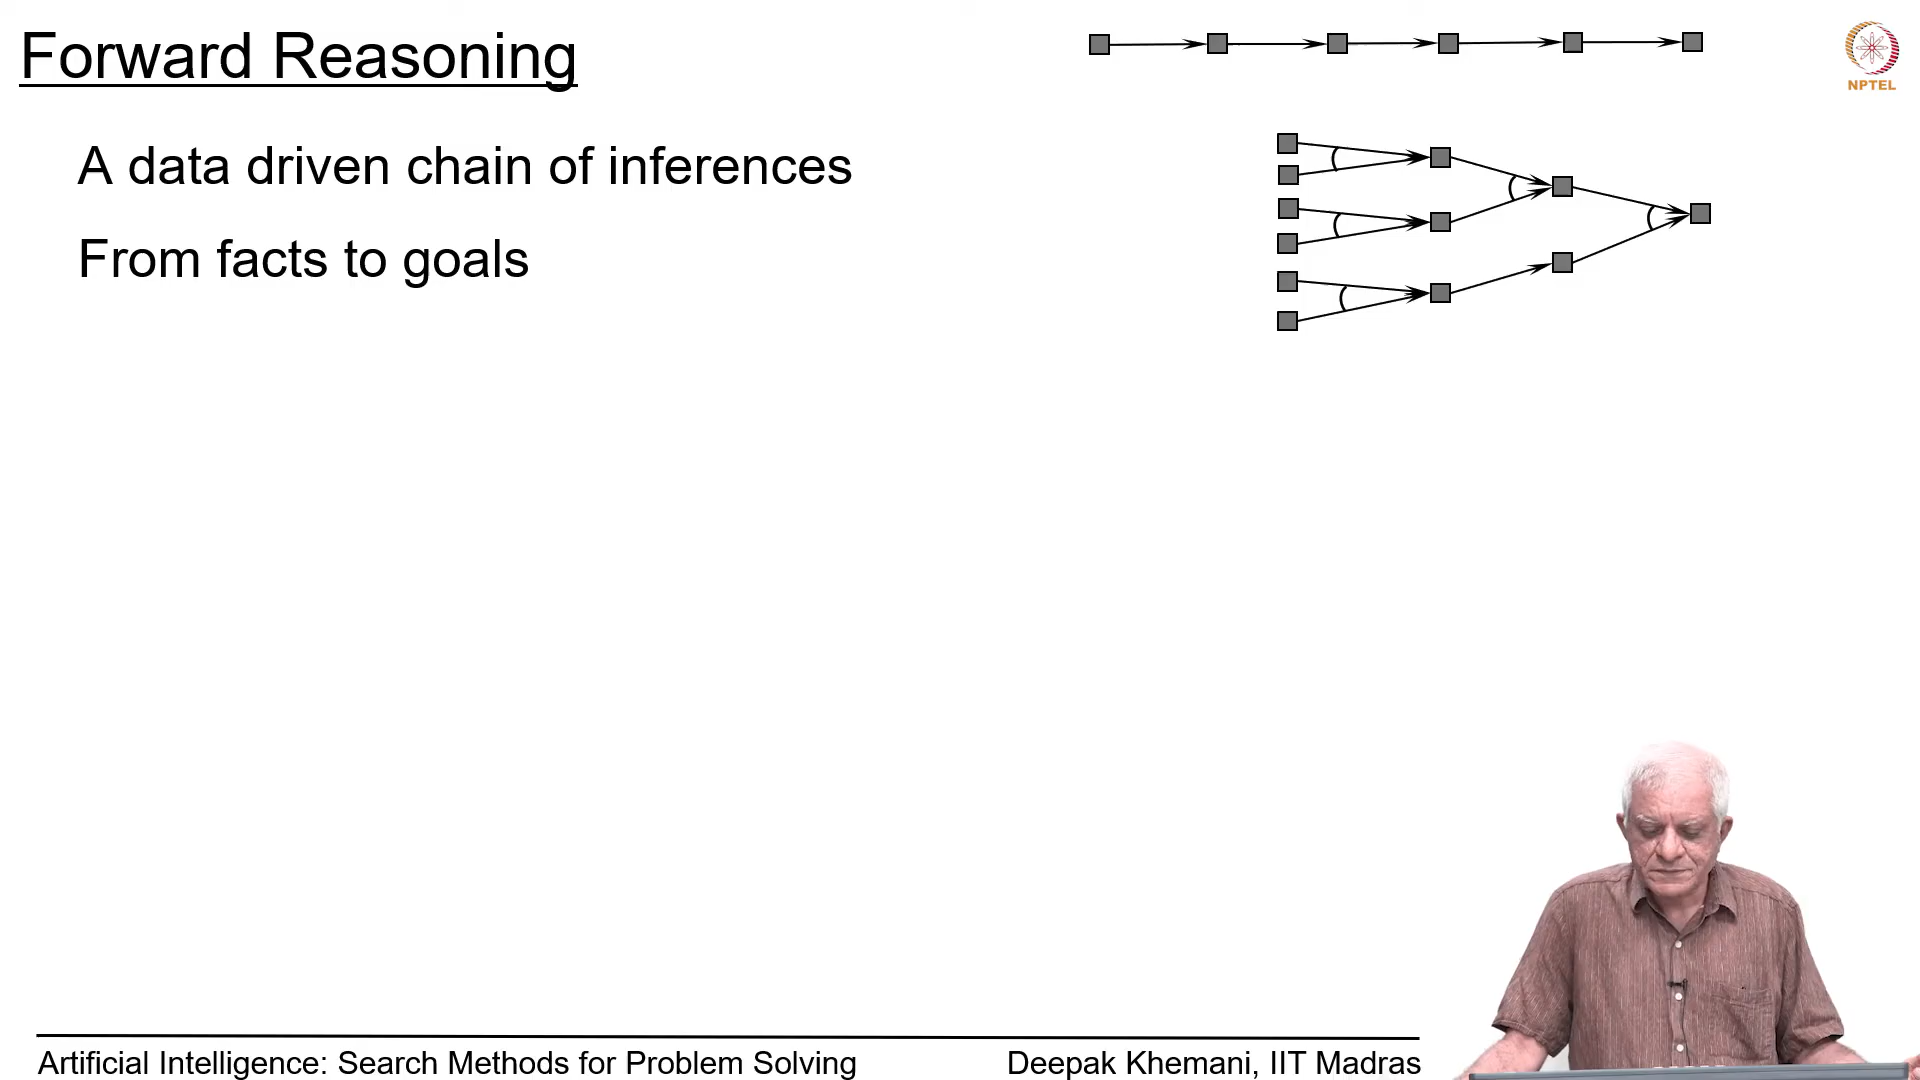 Forward Reasoning
NPTEL
A data driven chain of inferences
From facts to goals
Artificial Intelligence: Search Methods for Problem Solving
Deepak Khemani, IIT Madras